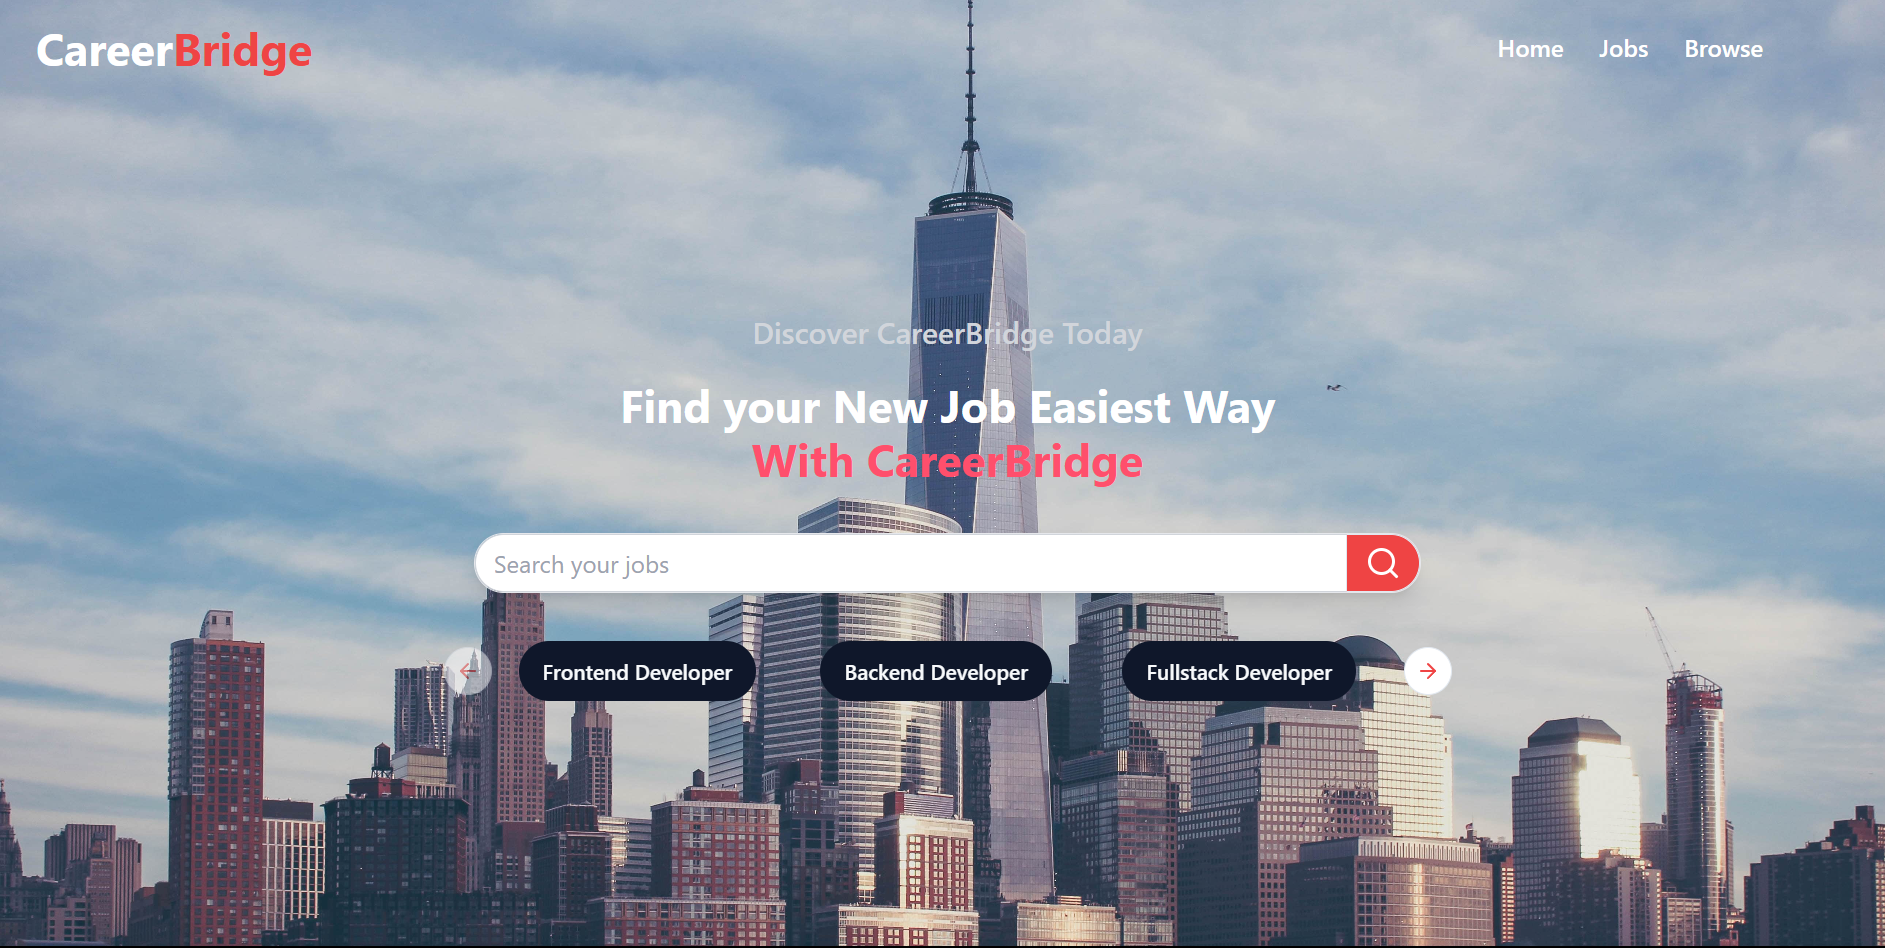 CareerBridge
Home Jobs Browse
Discover CareerBridge Today
Find your New Job Easiest Way
With CareerBridge
Search your jobs
Frontend Developer Backend Developer Fullstack Developer